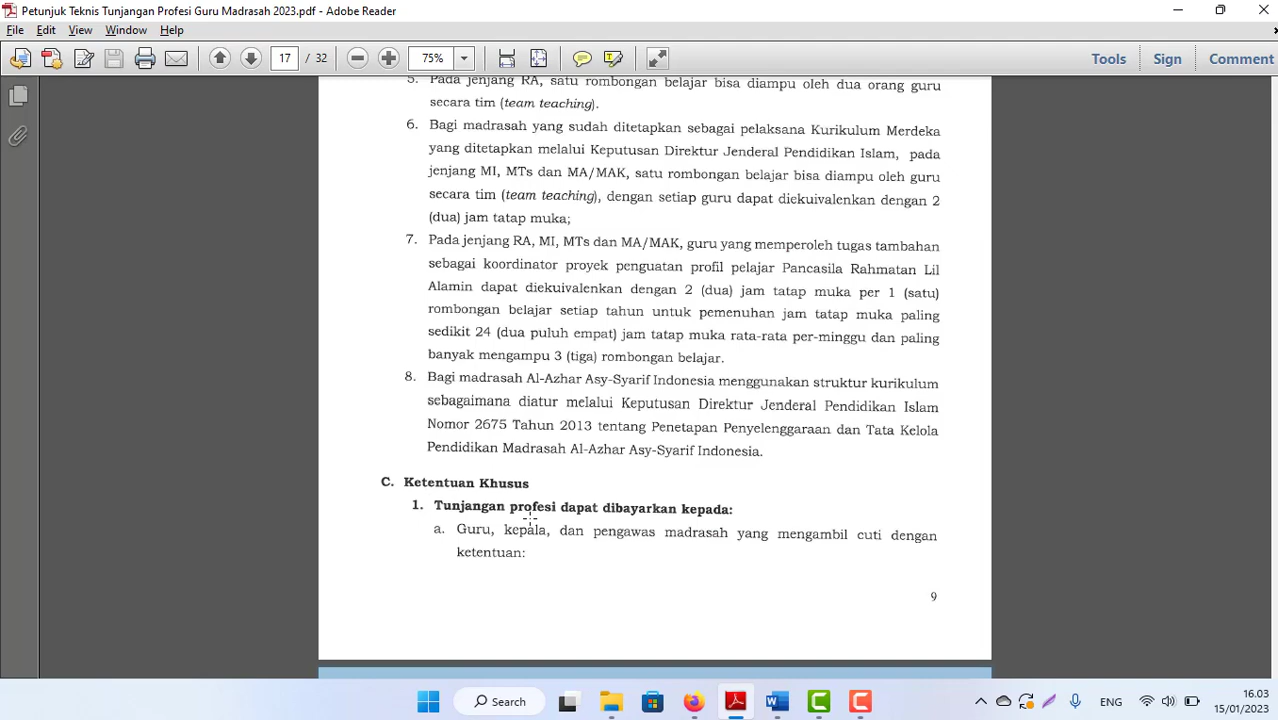 Petunjuk Teknis Tunjangan Profesi Guru Madrasah 2023.pdf - Adobe Reader
File Edit View Window Help
17 / 32 75% Tools Sign Comment
5. Pada jenjang RA, satu rombongan belajar bisa diampu oleh dua orang guru
secara tim (team teaching).
6. Bagi madrasah yang sudah ditetapkan sebagai pelaksana Kurikulum Merdeka
yang ditetapkan melalui Keputusan Direktur Jenderal Pendidikan Islam, pada
jenjang MI, MTs dan MA/MAK, satu rombongan belajar bisa diampu oleh guru
secara tim (team teaching), dengan setiap guru dapat diekuivalenkan dengan 2
(dua) jam tatap muka;
7. Pada jenjang RA, MI, MTs dan MA/MAK, guru yang memperoleh tugas tambahan
sebagai koordinator proyek penguatan profil pelajar Pancasila Rahmatan Lil
Alamin dapat diekuivalenkan dengan 2 (dua) jam tatap muka per 1 (satu)
rombongan belajar setiap tahun untuk pemenuhan jam tatap muka paling
sedikit 24 (dua puluh empat) jam tatap muka rata-rata per-minggu dan paling
banyak mengampu 3 (tiga) rombongan belajar.
8. Bagi madrasah Al-Azhar Asy-Syarif Indonesia menggunakan struktur kurikulum
sebagaimana diatur melalui Keputusan Direktur Jenderal Pendidikan Islam
Nomor 2675 Tahun 2013 tentang Penetapan Penyelenggaraan dan Tata Kelola
Pendidikan Madrasah Al-Azhar Asy-Syarif Indonesia.
C. Ketentuan Khusus
1. Tunjangan profesi dapat dibayarkan kepada:
a. Guru, kepala, dan pengawas madrasah yang mengambil cuti dengan
ketentuan:
9
Search ENG 16.03
15/01/2023